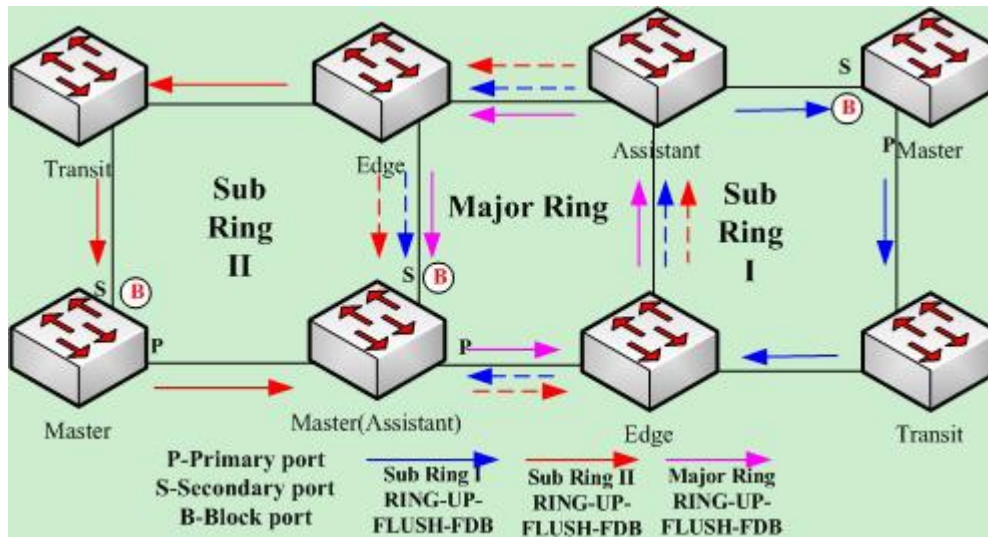 S
B
P
Transit
Edge
Assistant
Master
Sub
Ring
II
Major Ring
Sub
Ring
I
S
B
S
B
P
P
Master
Master(Assistant)
Edge
Transit
P-Primary port
S-Secondary port
B-Block port
Sub Ring I
RING-UP-
FLUSH-FDB
Sub Ring II
RING-UP-
FLUSH-FDB
Major Ring
RING-UP-
FLUSH-FDB